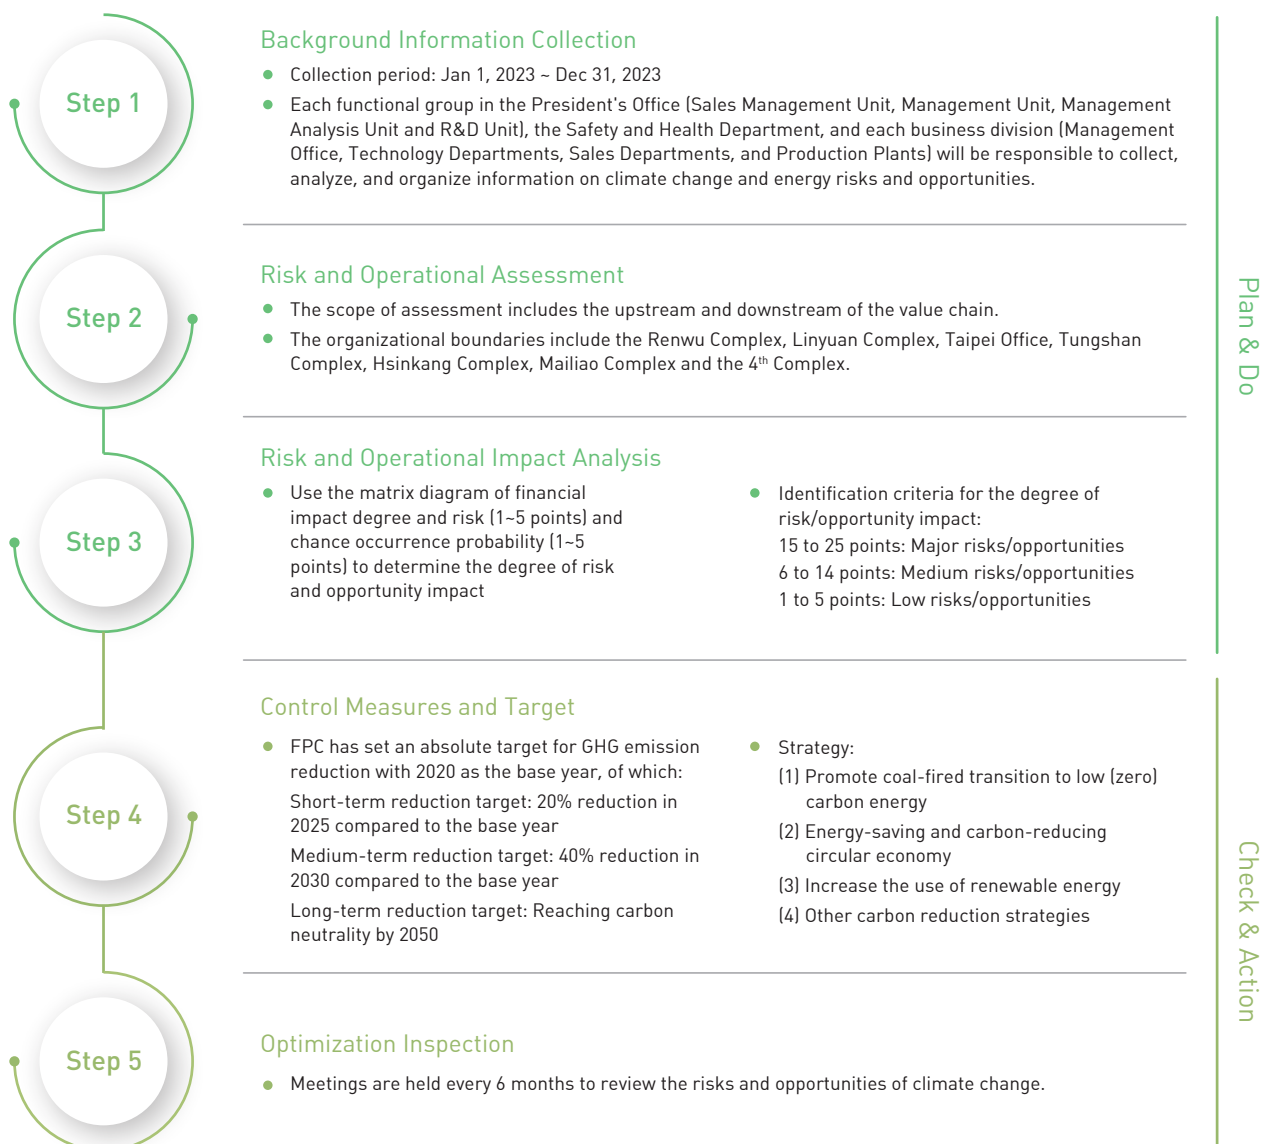 Step 1
Background Information Collection
Collection period: Jan 1, 2023 ~ Dec 31, 2023
Each functional group in the President's Office (Sales Management Unit, Management Unit, Management
Analysis Unit and R&D Unit), the Safety and Health Department, and each business division (Management
Office, Technology Departments, Sales Departments, and Production Plants) will be responsible to collect,
analyze, and organize information on climate change and energy risks and opportunities.
Step 2
Risk and Operational Assessment
The scope of assessment includes the upstream and downstream of the value chain.
The organizational boundaries include the Renwu Complex, Linyuan Complex, Taipei Office, Tungshan
Complex, Hsinkang Complex, Mailiao Complex and the 4th Complex.
Step 3
Risk and Operational Impact Analysis
Use the matrix diagram of financial
impact degree and risk (1~5 points) and
chance occurrence probability (1~5
points) to determine the degree of risk
and opportunity impact
Identification criteria for the degree of
risk/opportunity impact:
15 to 25 points: Major risks/opportunities
6 to 14 points: Medium risks/opportunities
1 to 5 points: Low risks/opportunities
Plan & Do
Step 4
Control Measures and Target
FPC has set an absolute target for GHG emission
reduction with 2020 as the base year, of which:
Short-term reduction target: 20% reduction in
2025 compared to the base year
Medium-term reduction target: 40% reduction in
2030 compared to the base year
Long-term reduction target: Reaching carbon
neutrality by 2050
Strategy:
(1) Promote coal-fired transition to low (zero)
carbon energy
(2) Energy-saving and carbon-reducing
circular economy
(3) Increase the use of renewable energy
(4) Other carbon reduction strategies
Step 5
Optimization Inspection
Meetings are held every 6 months to review the risks and opportunities of climate change.
Check & Action